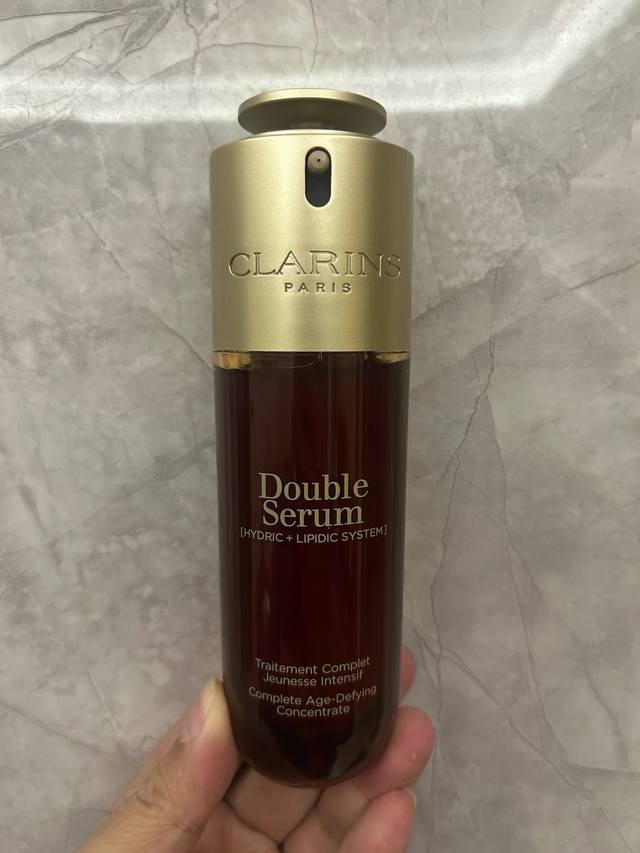 CLARINS
PARIS
Double
Serum
[HYDRIC + LIPIDIC SYSTEM]
Traitement Complet
Jeunesse Intensif
Complete Age-Defying
Concentrate